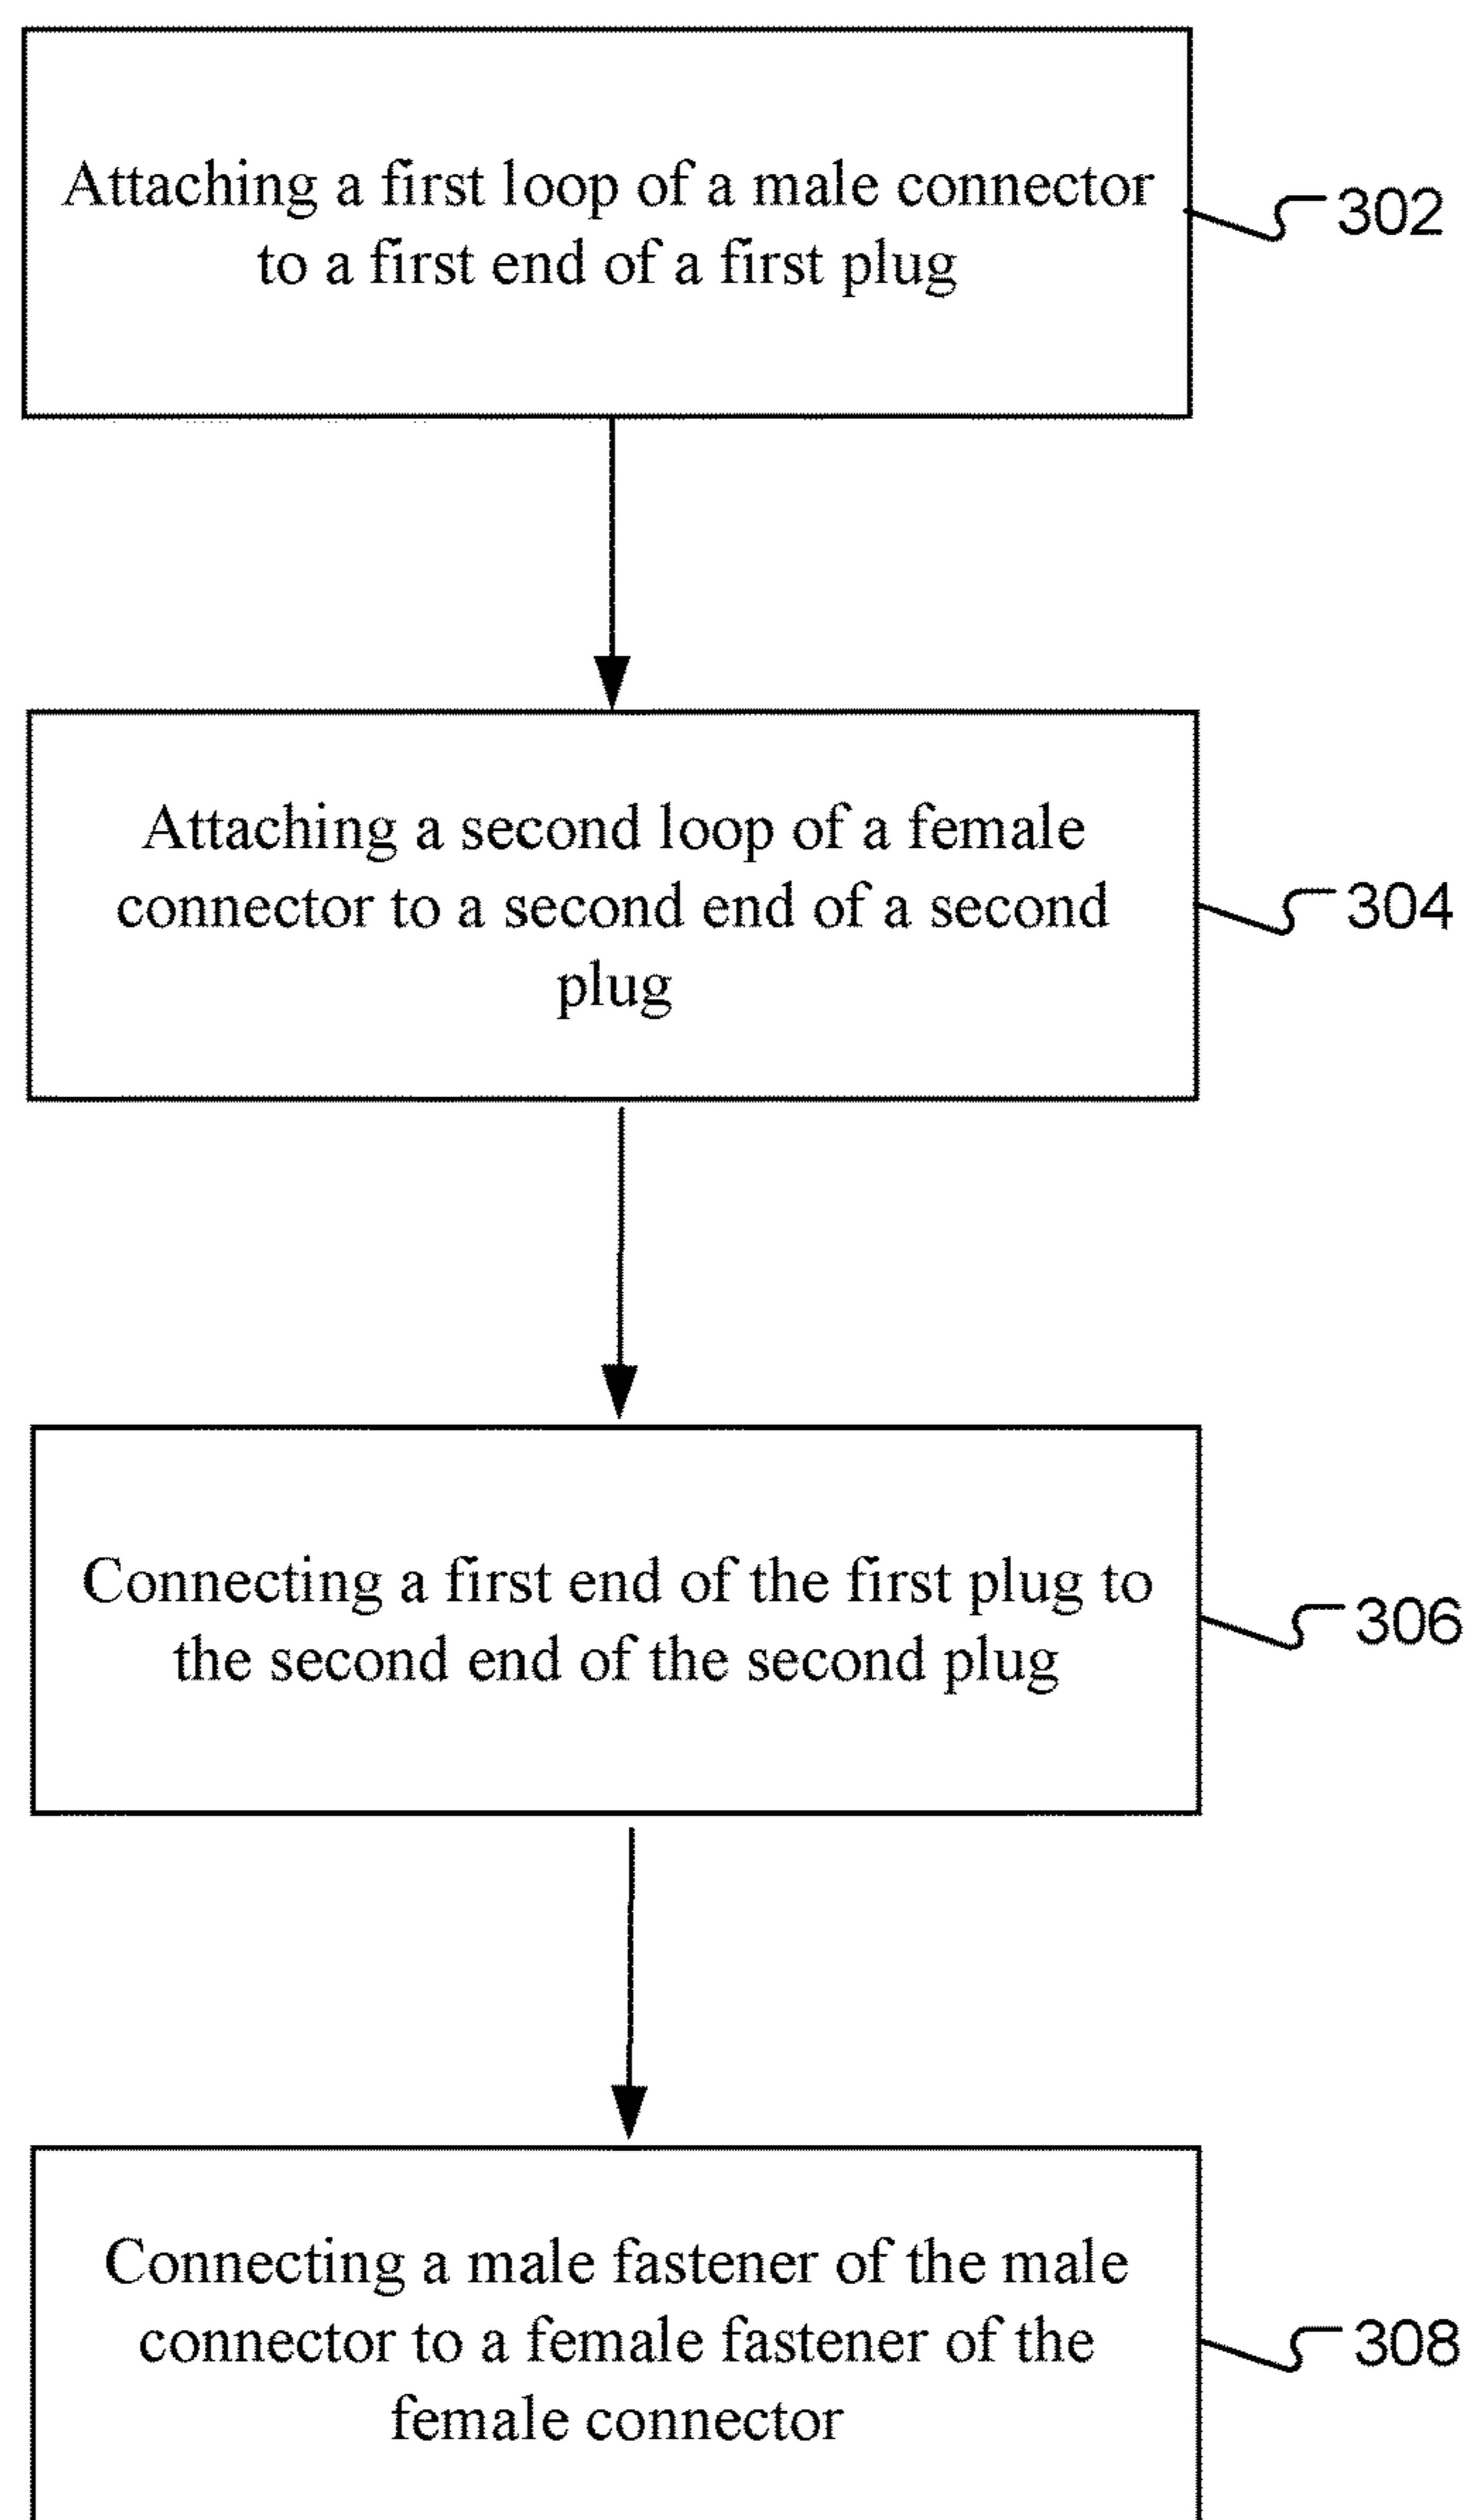 Attaching a first loop of a male connector
to a first end of a first plug
302
Attaching a second loop of a female
connector to a second end of a second
plug
304
Connecting a first end of the first plug to
the second end of the second plug
306
Connecting a male fastener of the male
connector to a female fastener of the
female connector
308